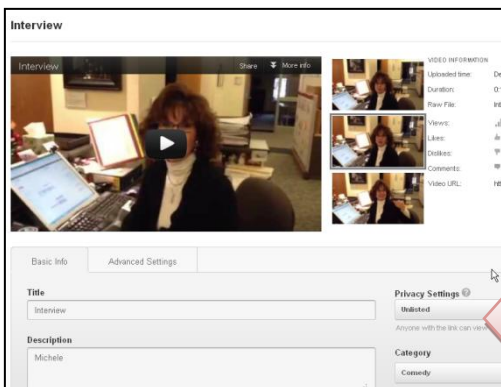 Interview
Interview
Share
More info
VIDEO INFORMATION
Uploaded time:
Duration:
Raw File:
Views:
Likes:
Dislikes:
Comments:
Video URL:
Basic Info
Advanced Settings
Title
Interview
Privacy Settings
Unlisted
Anyone with the link can view
Description
Michele
Category
Comedy